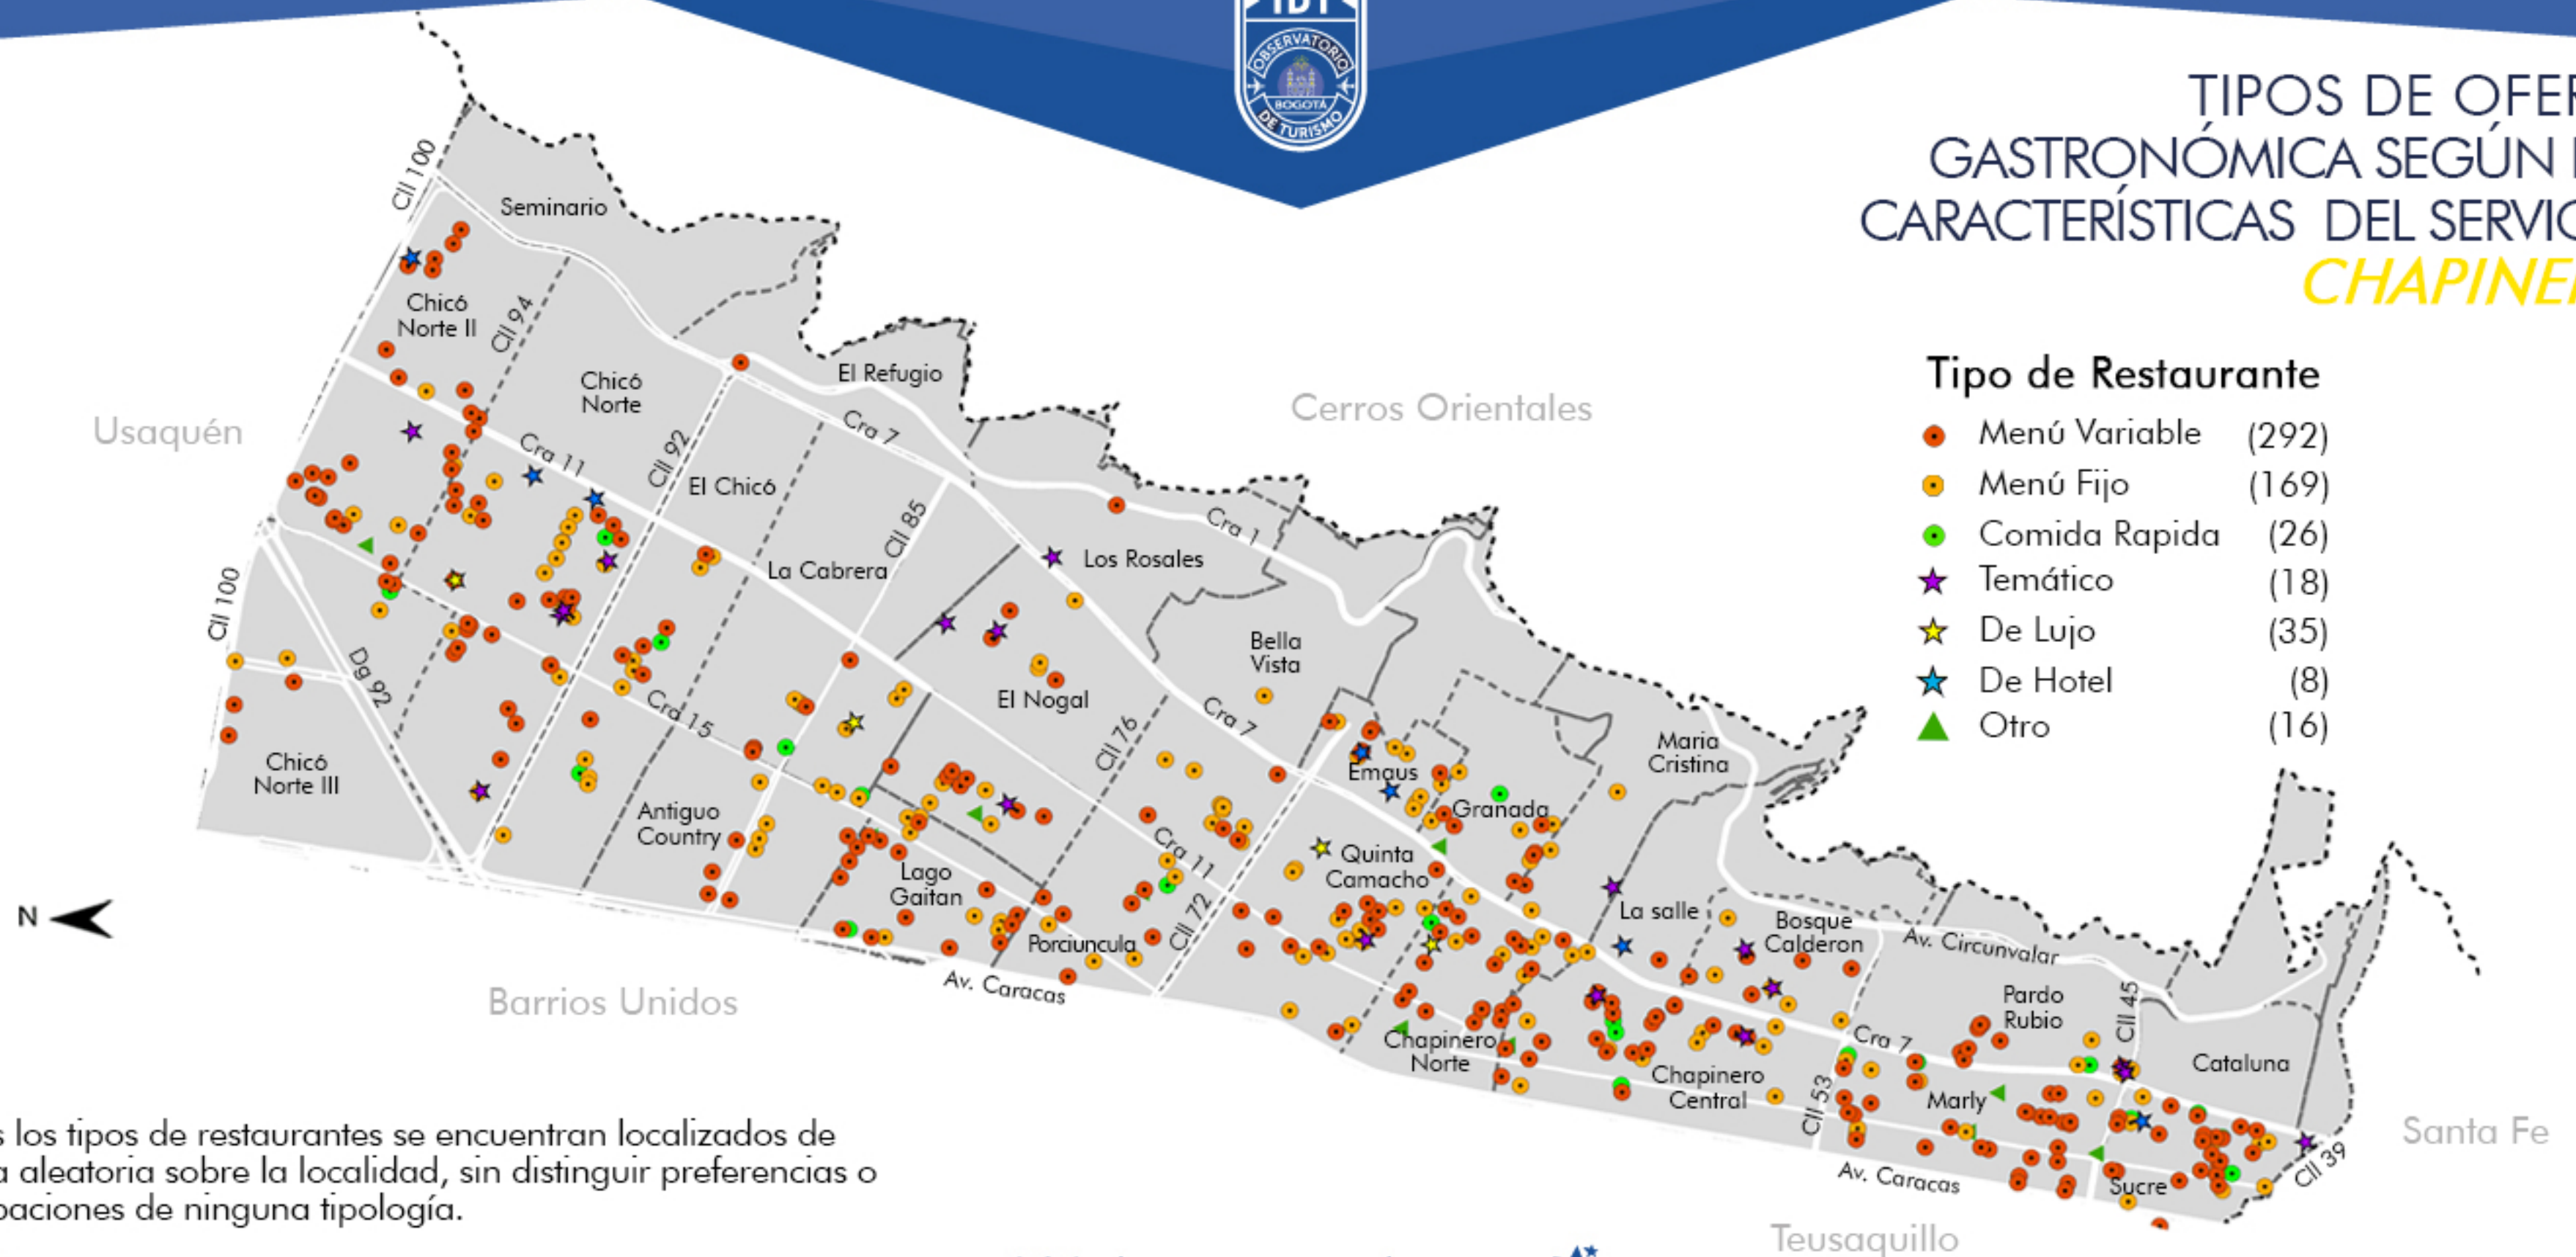 IDT
OBSERVATORIO
BOGOTÁ
DE TURISMO
TIPOS DE
GASTRONÓMICA SEGÚN
CARACTERÍSTICAS DEL
Tipo de Restaurante
Menú Variable (292)
Menú Fijo (169)
Comida Rapida (26)
Temático (18)
De Lujo (35)
De Hotel (8)
Otro (16)
Cll 100
Seminario
Chicó
Norte II
Cll 94
Chicó
Norte
El Refugio
Cerros Orientales
Usaquén
Cra 7
Cra 11
Cll 92
El Chicó
Cll 85
Cra 1
La Cabrera
Los Rosales
Cll 100
Dg 92
Bella
Vista
El Nogal
Cra 15
Cra 7
Cll 76
Maria
Cristina
Emaus
Chicó
Norte III
Granada
Antiguo
Country
Cra 11
Quinta
Camacho
Lago
Gaitan
N
La salle
Bosque
Calderon
Cll 72
Porciuncula
Av. Circunvalar
Av. Caracas
Barrios Unidos
Pardo
Rubio
Cll 45
Chapinero
Norte
Cra 7
Cataluna
Chapinero
Central
Cll 53
Marly
Santa Fe
Cll 39
Av. Caracas
Sucre
Teusaquillo
los tipos de restaurantes se encuentran localizados de
aleatoria sobre la localidad, sin distinguir preferencias o
de ninguna tipología.